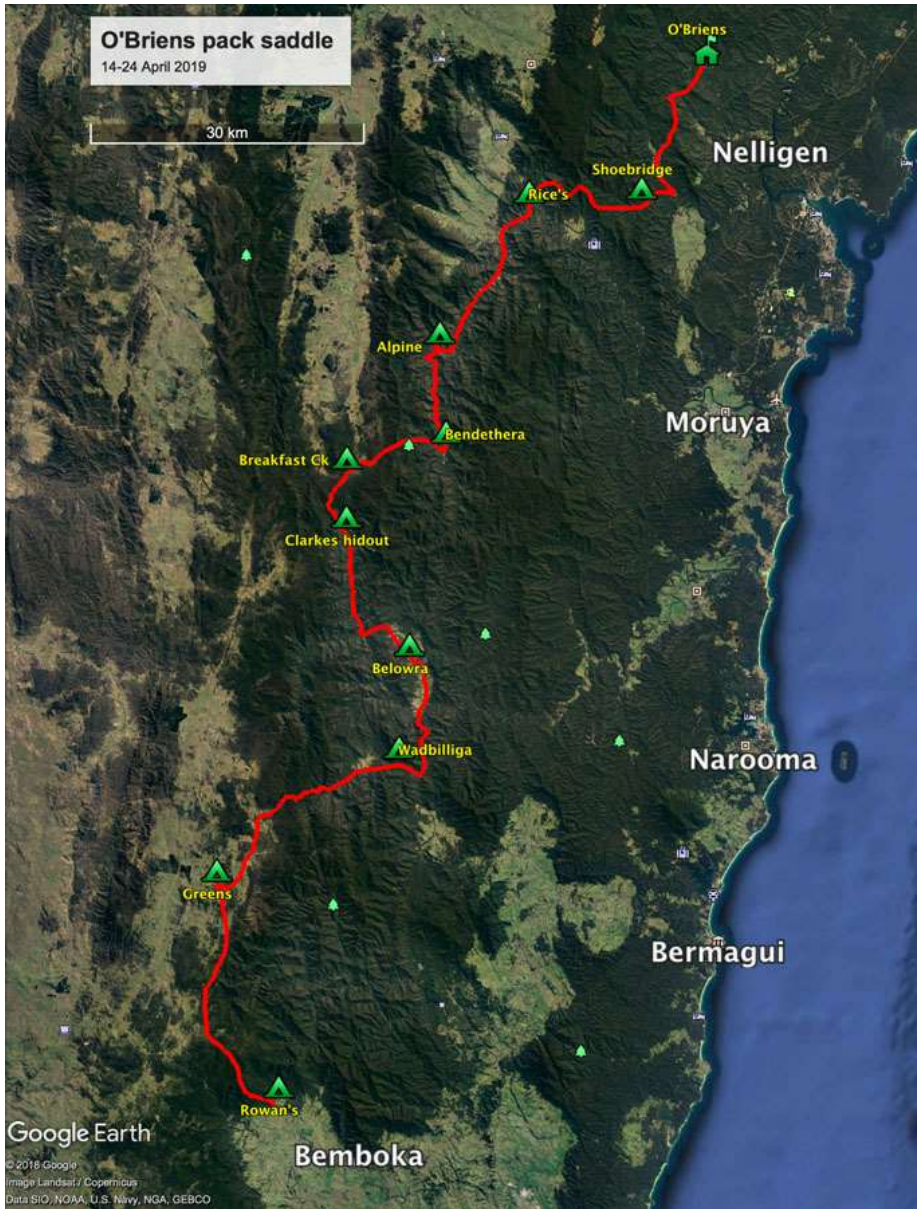 O'Briens pack saddle
14-24 April 2019
30 km
O'Briens
Nelligen
Shoebridge
Rice's
Alpine
Moruya
Bendethera
Breakfast Ck
Clarkes hidout
Belowra
Wadbilliga
Narooma
Greens
Bermagui
Rowan's
Bemboka
Google Earth
© 2018 Google
Image Landsat / Copernicus
Data SIO, NOAA, U.S. Navy, NGA, GEBCO